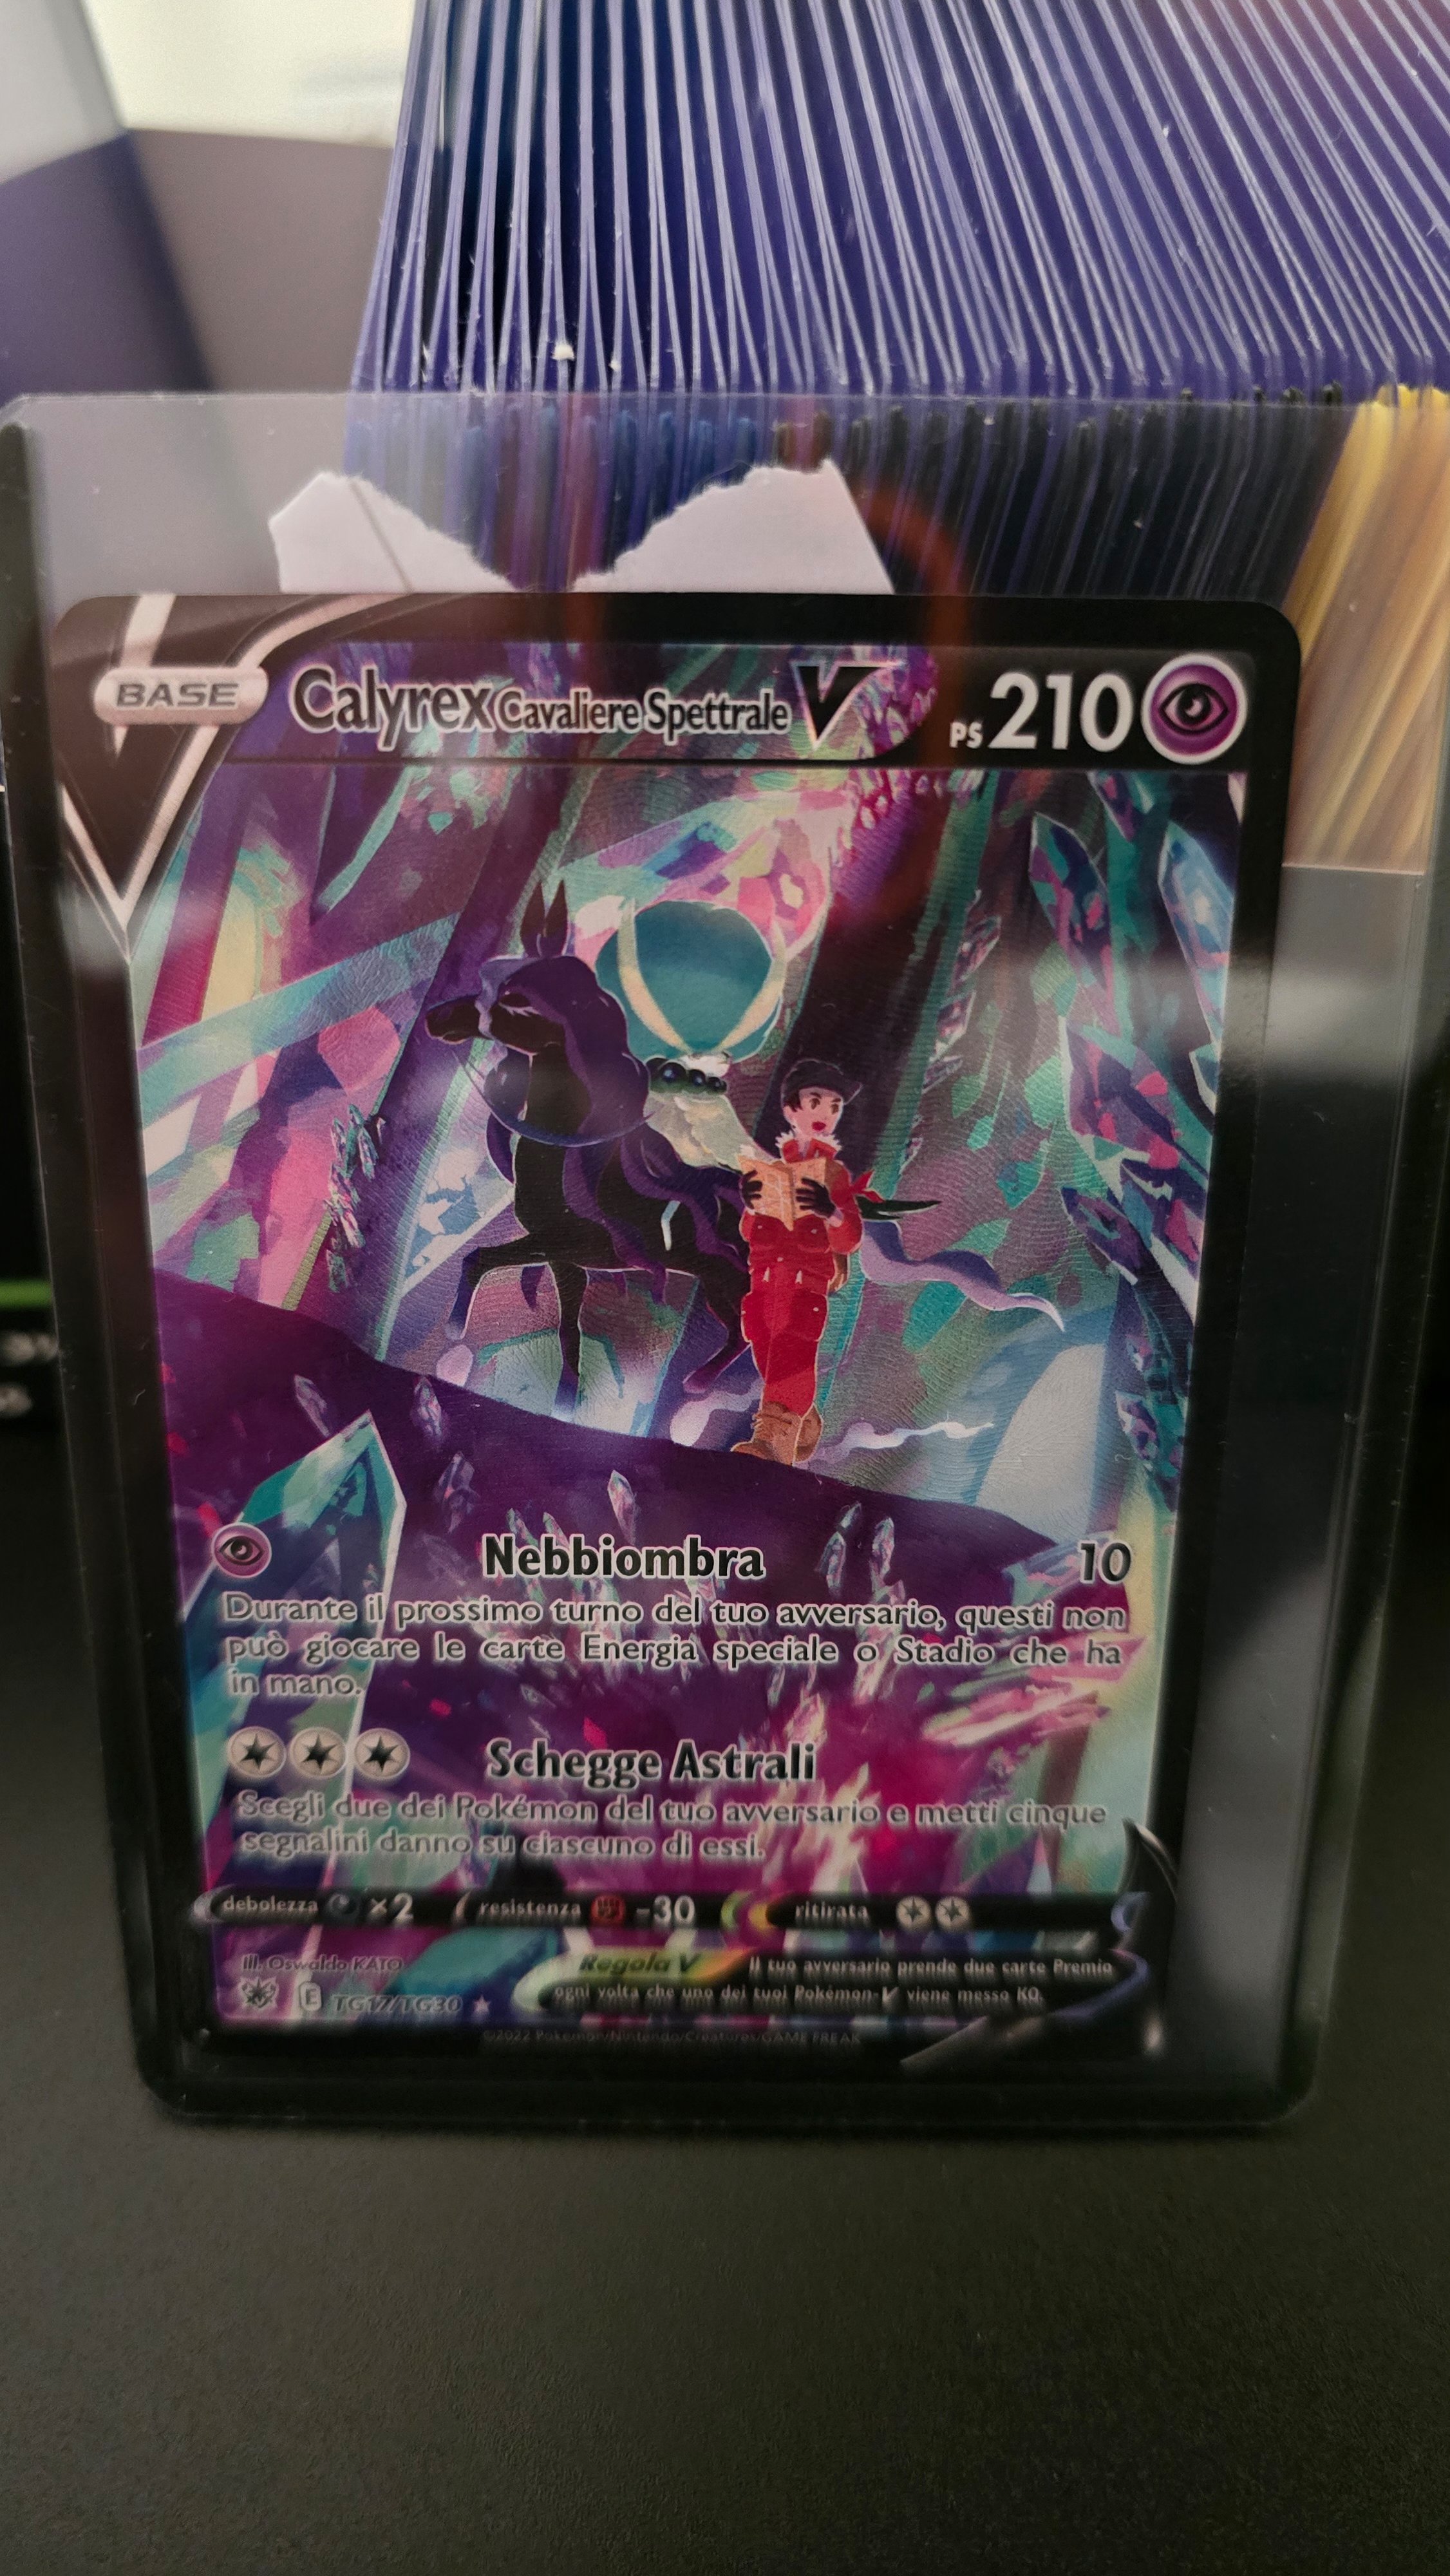 BASE
Calyrex Cavaliere Spettrale V
PS 210
Nebbiombra 10
Durante il prossimo turno del tuo avversario, questi non
può giocare le carte Energia speciale o Stadio che ha
in mano.
Schegge Astrali
Scegli due dei Pokémon del tuo avversario e metti cinque
segnalini danno su ciascuno di essi.
debolezza ×2 resistenza -30 ritirata
Ill. Oswaldo KATO
Regola V Il tuo avversario prende due carte Premio
ogni volta che uno dei tuoi Pokémon-V viene messo KO.
E TG17/TG30
©2022 Pokémon/Nintendo/Creatures/GAME FREAK